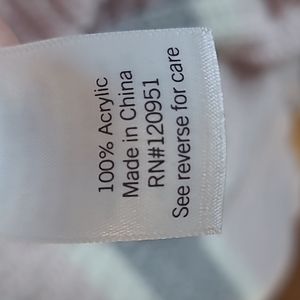 100% Acrylic
Made in China
RN#120951
See reverse for care